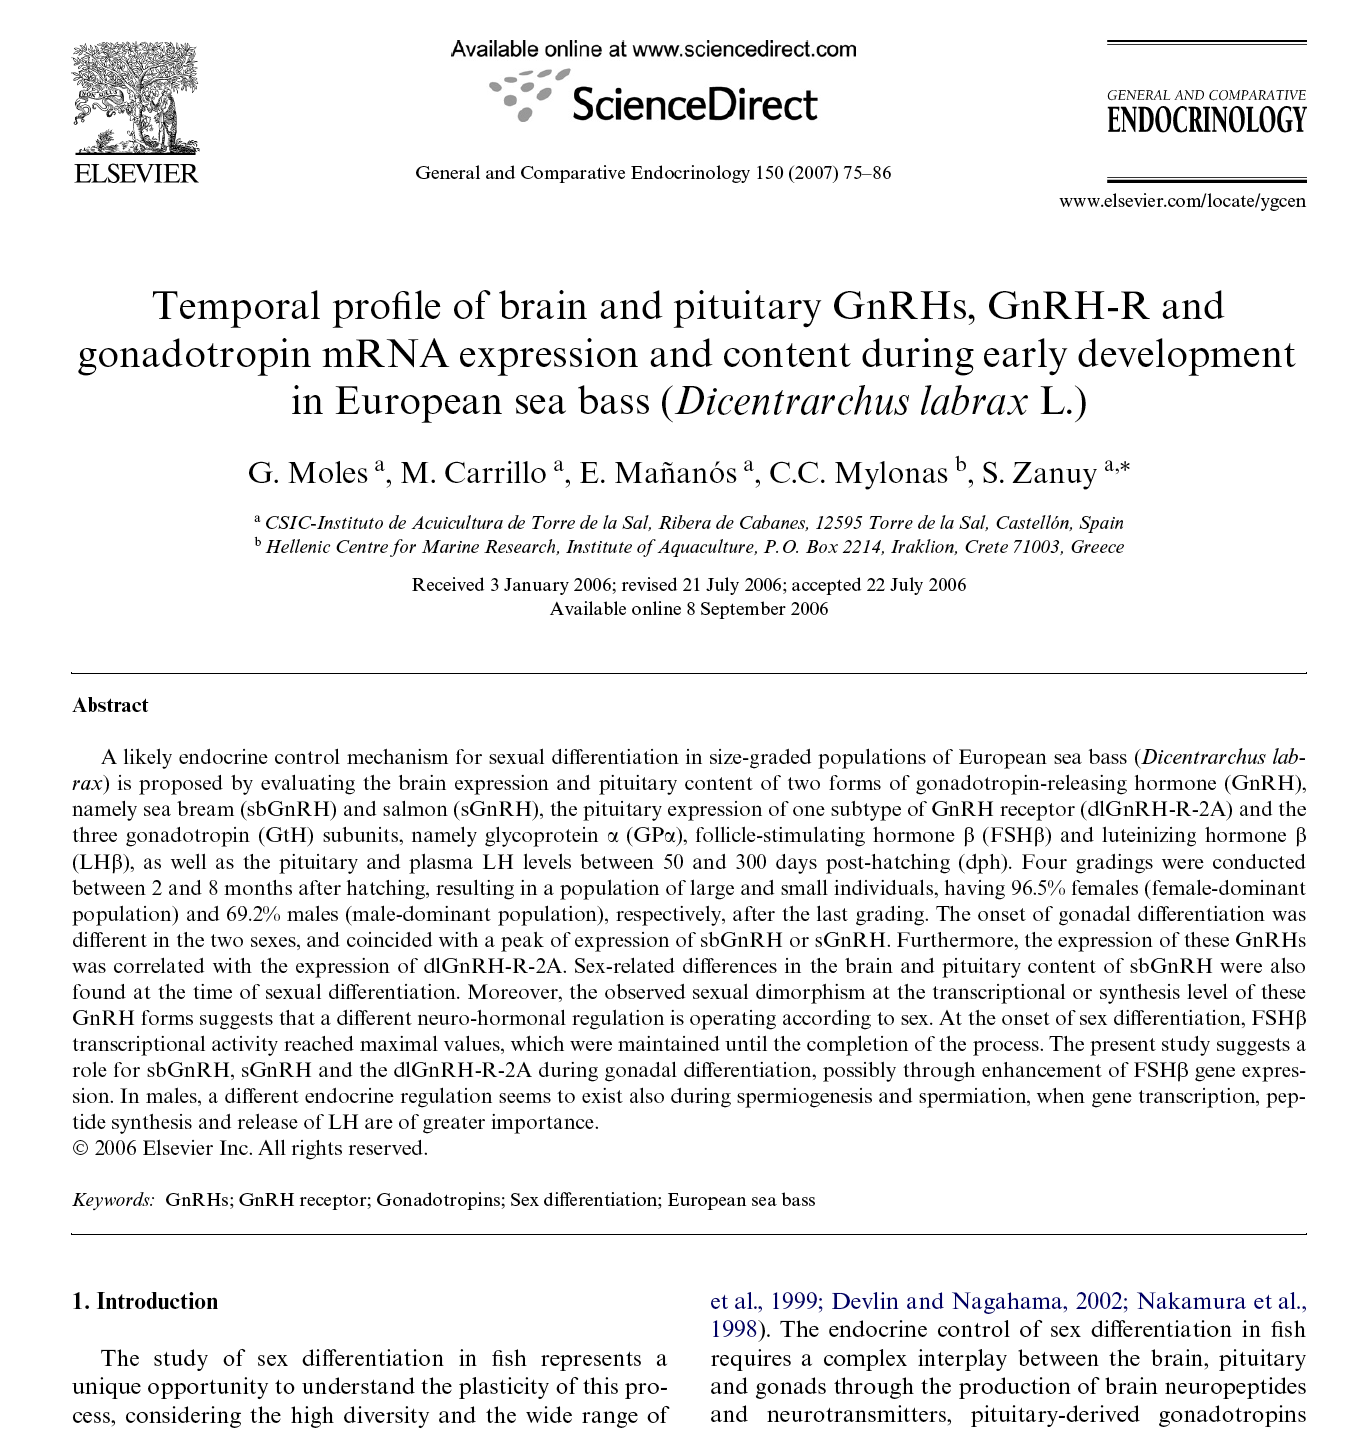 Available online at www.sciencedirect.com
ScienceDirect
ELSEVIER
General and Comparative Endocrinology 150 (2007) 75–86
GENERAL AND COMPARATIVE
ENDOCRINOLOGY
www.elsevier.com/locate/ygcen
Temporal profile of brain and pituitary GnRHs, GnRH-R and
gonadotropin mRNA expression and content during early development
in European sea bass (Dicentrarchus labrax L.)
G. Moles a, M. Carrillo a, E. Mañanós a, C.C. Mylonas b, S. Zanuy a,*
a CSIC-Instituto de Acuicultura de Torre de la Sal, Ribera de Cabanes, 12595 Torre de la Sal, Castellón, Spain
b Hellenic Centre for Marine Research, Institute of Aquaculture, P.O. Box 2214, Iraklion, Crete 71003, Greece
Received 3 January 2006; revised 21 July 2006; accepted 22 July 2006
Available online 8 September 2006
Abstract
A likely endocrine control mechanism for sexual differentiation in size-graded populations of European sea bass (Dicentrarchus lab-
rax) is proposed by evaluating the brain expression and pituitary content of two forms of gonadotropin-releasing hormone (GnRH),
namely sea bream (sbGnRH) and salmon (sGnRH), the pituitary expression of one subtype of GnRH receptor (dlGnRH-R-2A) and the
three gonadotropin (GtH) subunits, namely glycoprotein α (GPα), follicle-stimulating hormone β (FSHβ) and luteinizing hormone β
(LHβ), as well as the pituitary and plasma LH levels between 50 and 300 days post-hatching (dph). Four gradings were conducted
between 2 and 8 months after hatching, resulting in a population of large and small individuals, having 96.5% females (female-dominant
population) and 69.2% males (male-dominant population), respectively, after the last grading. The onset of gonadal differentiation was
different in the two sexes, and coincided with a peak of expression of sbGnRH or sGnRH. Furthermore, the expression of these GnRHs
was correlated with the expression of dlGnRH-R-2A. Sex-related differences in the brain and pituitary content of sbGnRH were also
found at the time of sexual differentiation. Moreover, the observed sexual dimorphism at the transcriptional or synthesis level of these
GnRH forms suggests that a different neuro-hormonal regulation is operating according to sex. At the onset of sex differentiation, FSHβ
transcriptional activity reached maximal values, which were maintained until the completion of the process. The present study suggests a
role for sbGnRH, sGnRH and the dlGnRH-R-2A during gonadal differentiation, possibly through enhancement of FSHβ gene expres-
sion. In males, a different endocrine regulation seems to exist also during spermiogenesis and spermiation, when gene transcription, pep-
tide synthesis and release of LH are of greater importance.
© 2006 Elsevier Inc. All rights reserved.
Keywords: GnRHs; GnRH receptor; Gonadotropins; Sex differentiation; European sea bass
1. Introduction
The study of sex differentiation in fish represents a
unique opportunity to understand the plasticity of this pro-
cess, considering the high diversity and the wide range of
et al., 1999; Devlin and Nagahama, 2002; Nakamura et al.,
1998). The endocrine control of sex differentiation in fish
requires a complex interplay between the brain, pituitary
and gonads through the production of brain neuropeptides
and neurotransmitters, pituitary-derived gonadotropins